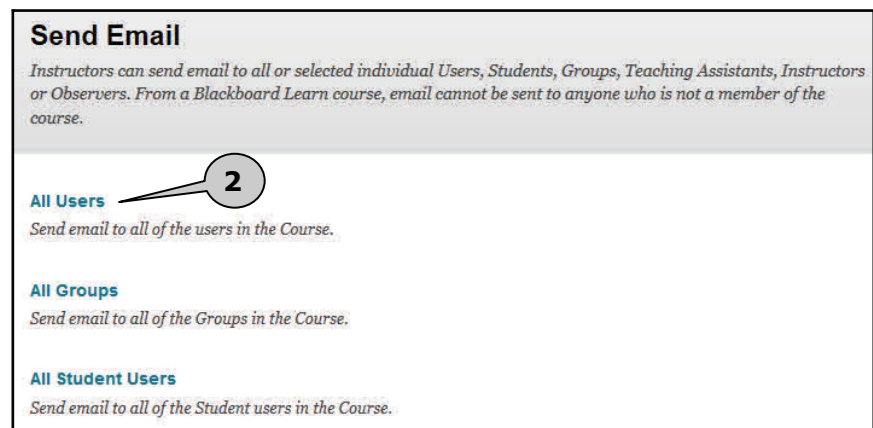 Send Email
Instructors can send email to all or selected individual Users, Students, Groups, Teaching Assistants, Instructors
or Observers. From a Blackboard Learn course, email cannot be sent to anyone who is not a member of the
course.
2
All Users
Send email to all of the users in the Course.
All Groups
Send email to all of the Groups in the Course.
All Student Users
Send email to all of the Student users in the Course.